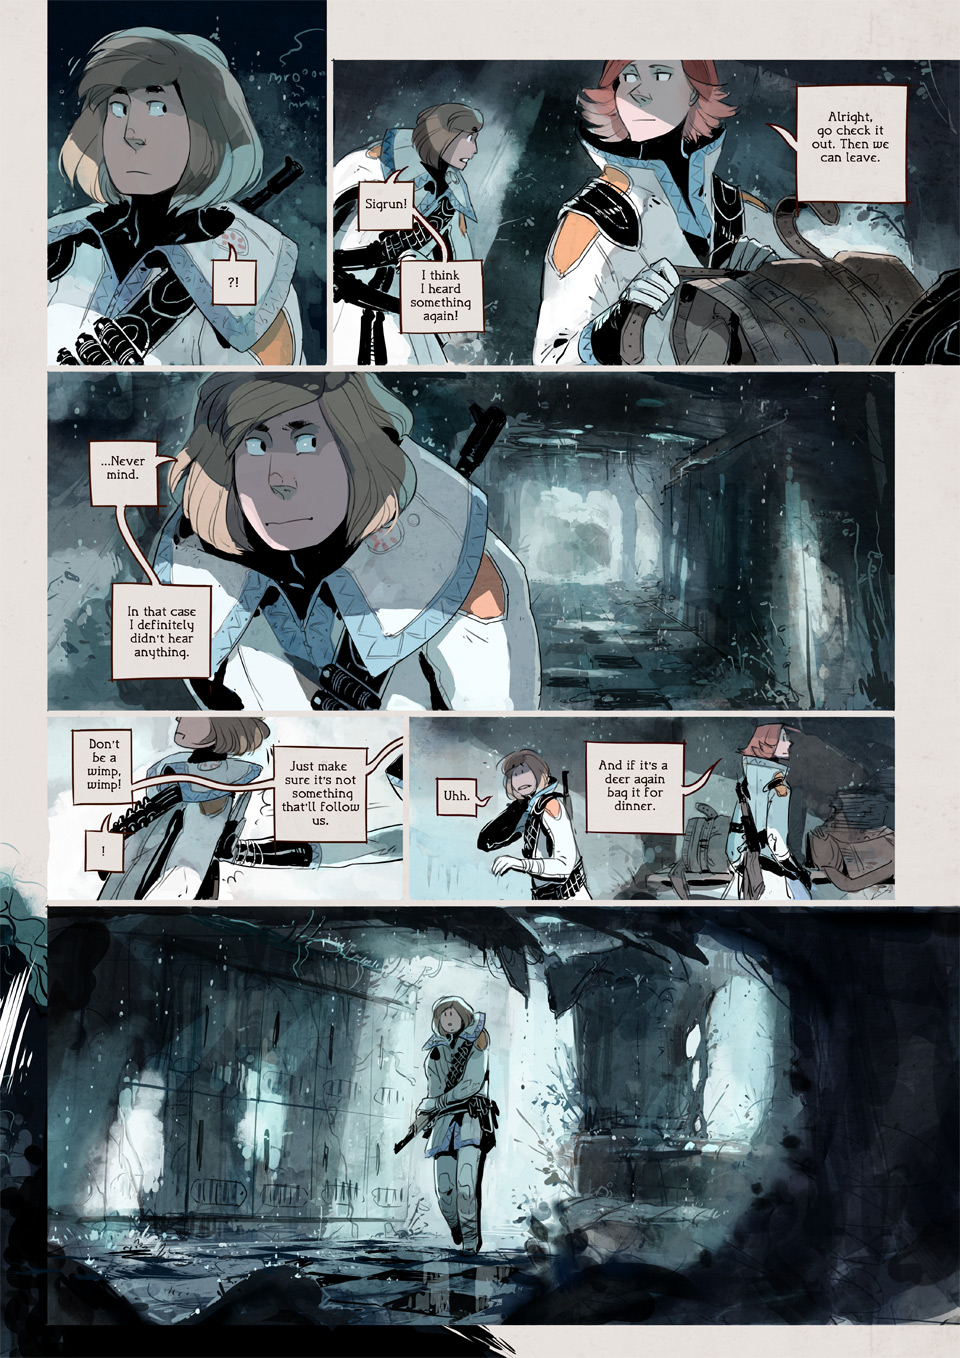 mrooo
?!
Sigrun!
I think
I heard
something
again!
Alright,
go check it
out. Then we
can leave.
...Never
mind.
In that case
I definitely
didn't hear
anything.
Don't
be a
wimp,
wimp!
!
Just make
sure it's not
something
that'll follow
us.
Uhh.
And if it's a
deer again
bag it for
dinner.